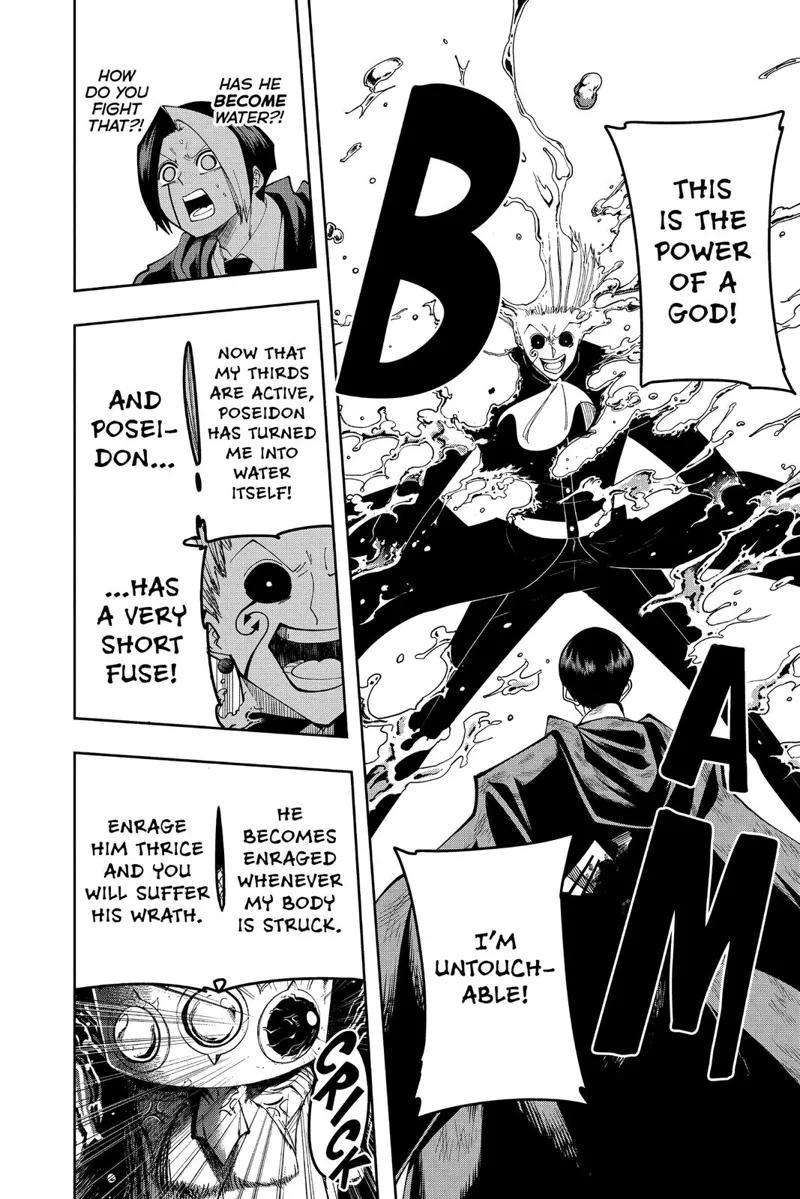 THIS
IS THE
POWER
OF A
GOD!
BAM
I'M
UNTOUCH-
ABLE!
HAS HE
BECOME
WATER?!
HOW
DO YOU
FIGHT
THAT?!
NOW THAT
MY THIRDS
ARE ACTIVE,
POSEIDON
HAS TURNED
ME INTO
WATER
ITSELF!
AND
POSEI-
DON...
...HAS
A VERY
SHORT
FUSE!
HE
BECOMES
ENRAGED
WHENEVER
MY BODY
IS STRUCK.
ENRAGE
HIM THRICE
AND YOU
WILL SUFFER
HIS WRATH.
CRICK